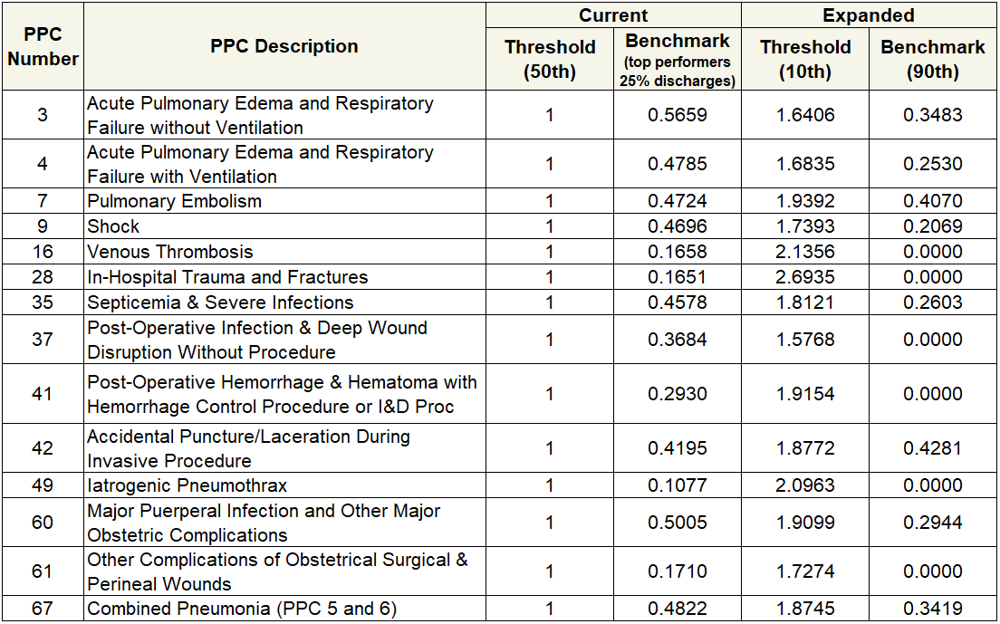 PPC Number PPC Description Current Expanded
Threshold (50th) Benchmark (top performers 25% discharges) Threshold (10th) Benchmark (90th)
3 Acute Pulmonary Edema and Respiratory Failure without Ventilation 1 0.5659 1.6406 0.3483
4 Acute Pulmonary Edema and Respiratory Failure with Ventilation 1 0.4785 1.6835 0.2530
7 Pulmonary Embolism 1 0.4724 1.9392 0.4070
9 Shock 1 0.4696 1.7393 0.2069
16 Venous Thrombosis 1 0.1658 2.1356 0.0000
28 In-Hospital Trauma and Fractures 1 0.1651 2.6935 0.0000
35 Septicemia & Severe Infections 1 0.4578 1.8121 0.2603
37 Post-Operative Infection & Deep Wound Disruption Without Procedure 1 0.3684 1.5768 0.0000
41 Post-Operative Hemorrhage & Hematoma with Hemorrhage Control Procedure or I&D Proc 1 0.2930 1.9154 0.0000
42 Accidental Puncture/Laceration During Invasive Procedure 1 0.4195 1.8772 0.4281
49 Iatrogenic Pneumothrax 1 0.1077 2.0963 0.0000
60 Major Puerperal Infection and Other Major Obstetric Complications 1 0.5005 1.9099 0.2944
61 Other Complications of Obstetrical Surgical & Perineal Wounds 1 0.1710 1.7274 0.0000
67 Combined Pneumonia (PPC 5 and 6) 1 0.4822 1.8745 0.3419